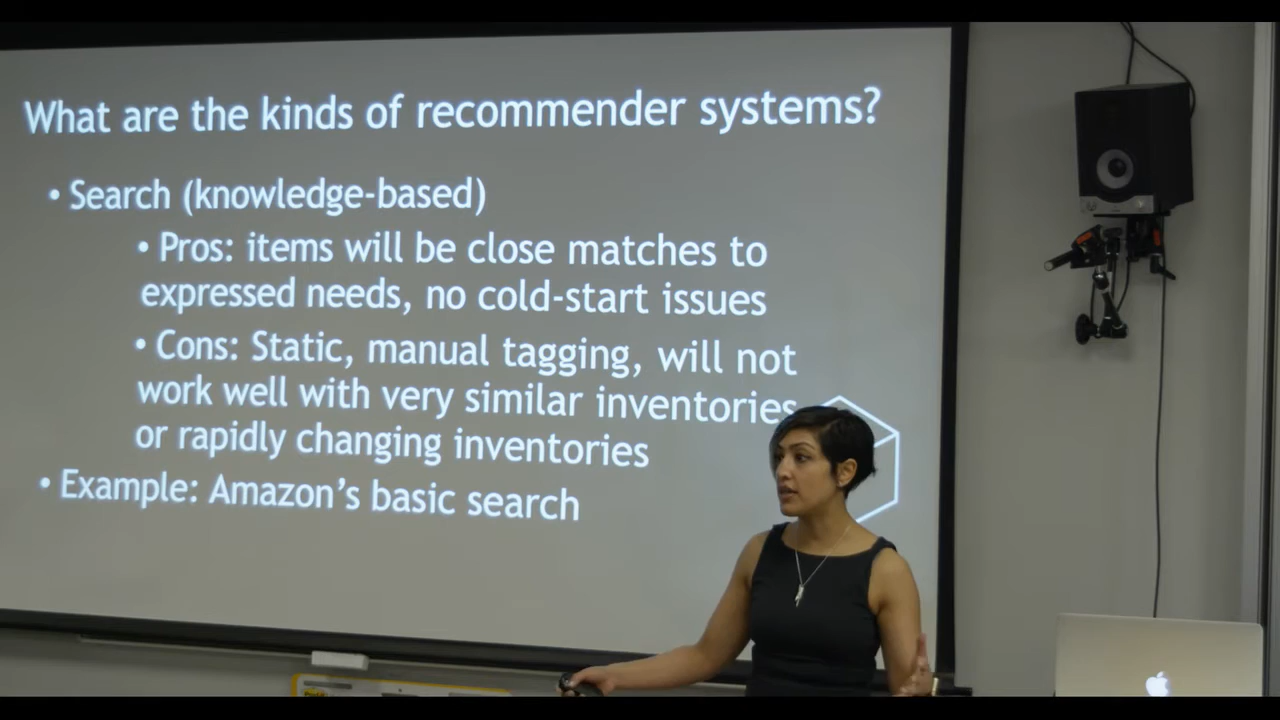 What are the kinds of recommender systems?
• Search (knowledge-based)
• Pros: items will be close matches to
expressed needs, no cold-start issues
• Cons: Static, manual tagging, will not
work well with very similar inventories
or rapidly changing inventories
• Example: Amazon’s basic search